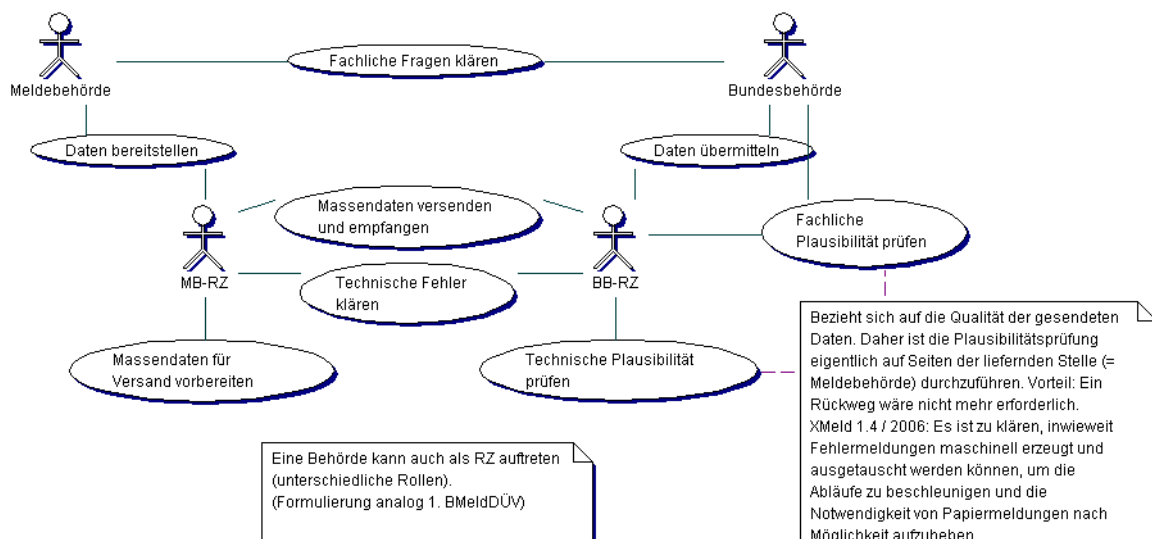 Fachliche Fragen klären
Meldebehörde
Bundesbehörde
Daten bereitstellen
Daten übermitteln
Massendaten versenden
und empfangen
Fachliche
Plausibilität prüfen
MB-RZ
BB-RZ
Technische Fehler
klären
Massendaten für
Versand vorbereiten
Technische Plausibilität
prüfen
Bezieht sich auf die Qualität der gesendeten
Daten. Daher ist die Plausibilitätsprüfung
eigentlich auf Seiten der liefernden Stelle (=
Meldebehörde) durchzuführen. Vorteil: Ein
Rückweg wäre nicht mehr erforderlich.
XMeld 1.4 / 2006: Es ist zu klären, inwieweit
Fehlermeldungen maschinell erzeugt und
ausgetauscht werden können, um die
Abläufe zu beschleunigen und die
Notwendigkeit von Papiermeldungen nach
Möglichkeit aufzuheben
Eine Behörde kann auch als RZ auftreten
(unterschiedliche Rollen).
(Formulierung analog 1. BMeldDÜV)